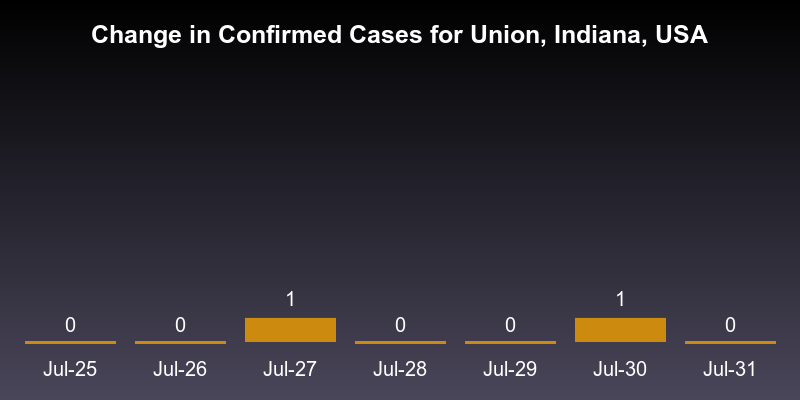 Change in Confirmed Cases for Union, Indiana, USA
0 0 1 0 0 1 0
Jul-25 Jul-26 Jul-27 Jul-28 Jul-29 Jul-30 Jul-31